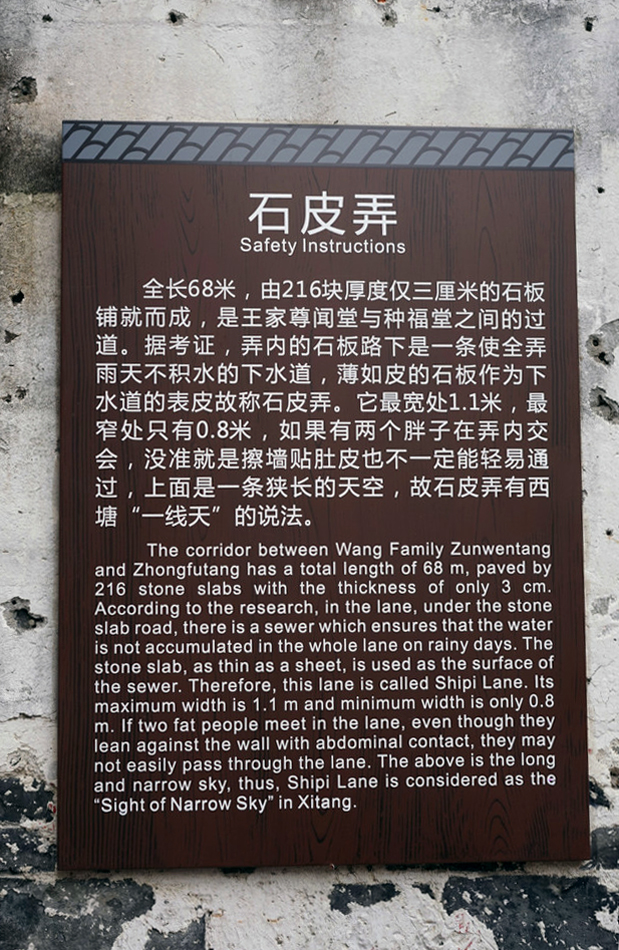 石皮弄
Safety Instructions
全长68米，由216块厚度仅三厘米的石板
铺就而成，是王家尊闻堂与种福堂之间的过
道。据考证，弄内的石板路下是一条使全弄
雨天不积水的下水道，薄如皮的石板作为下
水道的表皮故称石皮弄。它最宽处1.1米，最
窄处只有0.8米，如果有两个胖子在弄内交
会，没准就是擦墙贴肚皮也不一定能轻易通
过，上面是一条狭长的天空，故石皮弄有西
塘“一线天”的说法。
The corridor between Wang Family Zunwentang
and Zhongfutang has a total length of 68 m, paved by
216 stone slabs with the thickness of only 3 cm.
According to the research, in the lane, under the stone
slab road, there is a sewer which ensures that the water
is not accumulated in the whole lane on rainy days. The
stone slab, as thin as a sheet, is used as the surface of
the sewer. Therefore, this lane is called Shipi Lane. Its
maximum width is 1.1 m and minimum width is only 0.8
m. If two fat people meet in the lane, even though they
lean against the wall with abdominal contact, they may
not easily pass through the lane. The above is the long
and narrow sky, thus, Shipi Lane is considered as the
“Sight of Narrow Sky” in Xitang.